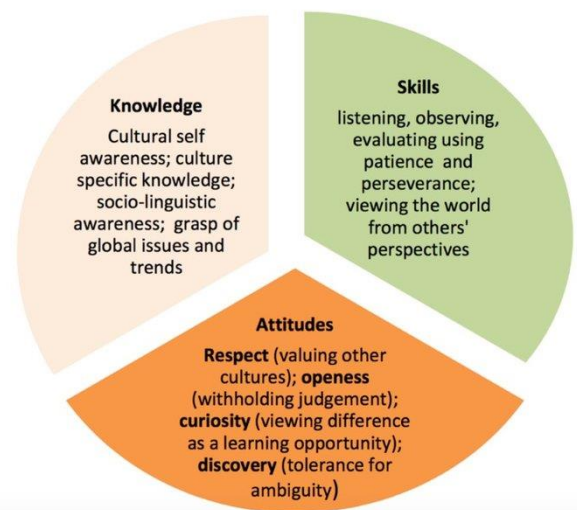 Knowledge
Cultural self
awareness; culture
specific knowledge;
socio-linguistic
awareness; grasp of
global issues and
trends
Skills
listening, observing,
evaluating using
patience and
perseverance;
viewing the world
from others'
perspectives
Attitudes
Respect (valuing other
cultures); openess
(withholding judgement);
curiosity (viewing difference
as a learning opportunity);
discovery (tolerance for
ambiguity)